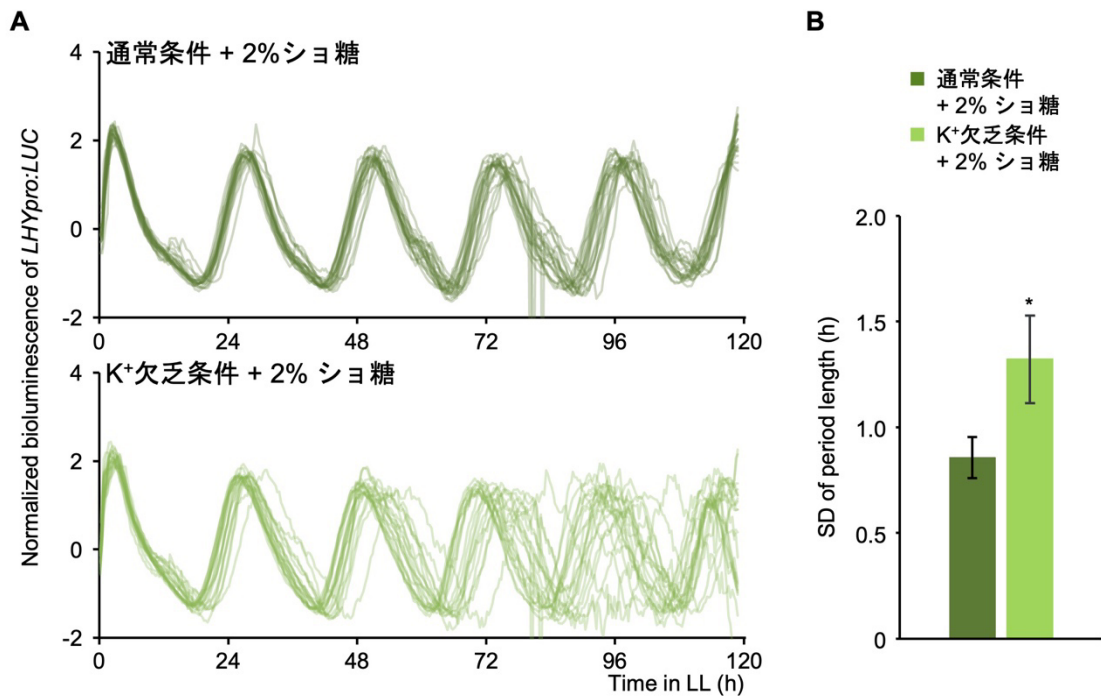 A
通常条件 + 2%ショ糖
Normalized bioluminescence of LHYpro:LUC
4
2
0
-2
0
24
48
72
96
120
K⁺欠乏条件 + 2% ショ糖
4
2
0
-2
0
24
48
72
96
120
Time in LL (h)
B
通常条件
+ 2% ショ糖
K⁺欠乏条件
+ 2% ショ糖
SD of period length (h)
2.0
1.5
1.0
0.5
0
*